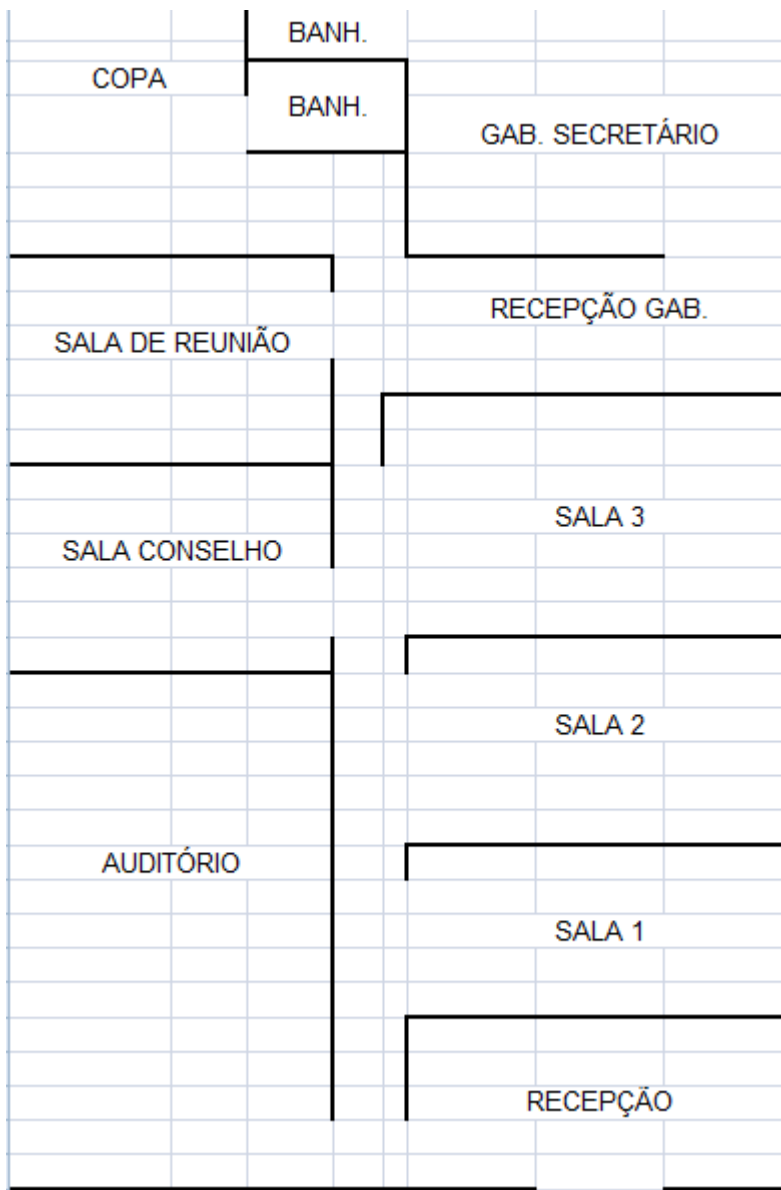 BANH.
COPA
BANH.
GAB. SECRETÁRIO
RECEPÇÃO GAB.
SALA DE REUNIÃO
SALA 3
SALA CONSELHO
SALA 2
AUDITÓRIO
SALA 1
RECEPÇÃO